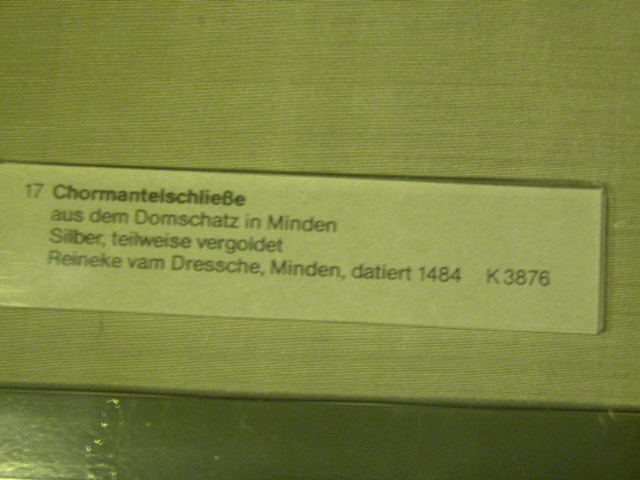 17 Chormantelschließe
aus dem Domschatz in Minden
Silber, teilweise vergoldet
Reineke vam Dressche, Minden, datiert 1484 K 3876